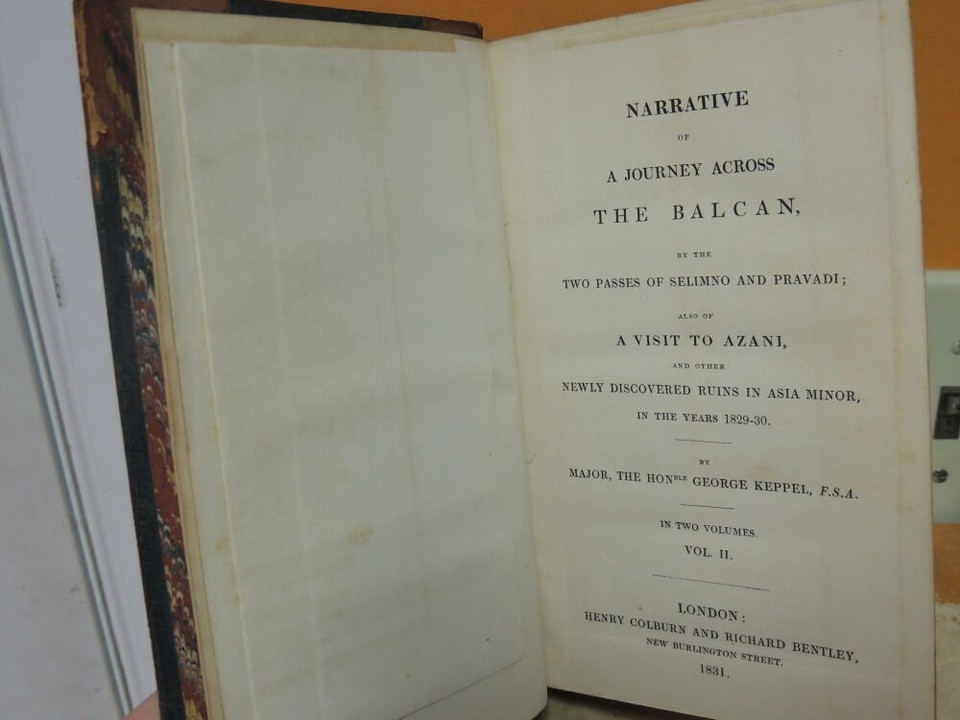 NARRATIVE
OF
A JOURNEY ACROSS
THE BALCAN,
BY THE
TWO PASSES OF SELIMNO AND PRAVADI;
ALSO OF
A VISIT TO AZANI,
AND OTHER
NEWLY DISCOVERED RUINS IN ASIA MINOR,
IN THE YEARS 1829-30.
BY
MAJOR, THE HONBLE GEORGE KEPPEL, F.S.A.
IN TWO VOLUMES.
VOL. II.
LONDON:
HENRY COLBURN AND RICHARD BENTLEY,
NEW BURLINGTON STREET.
1831.